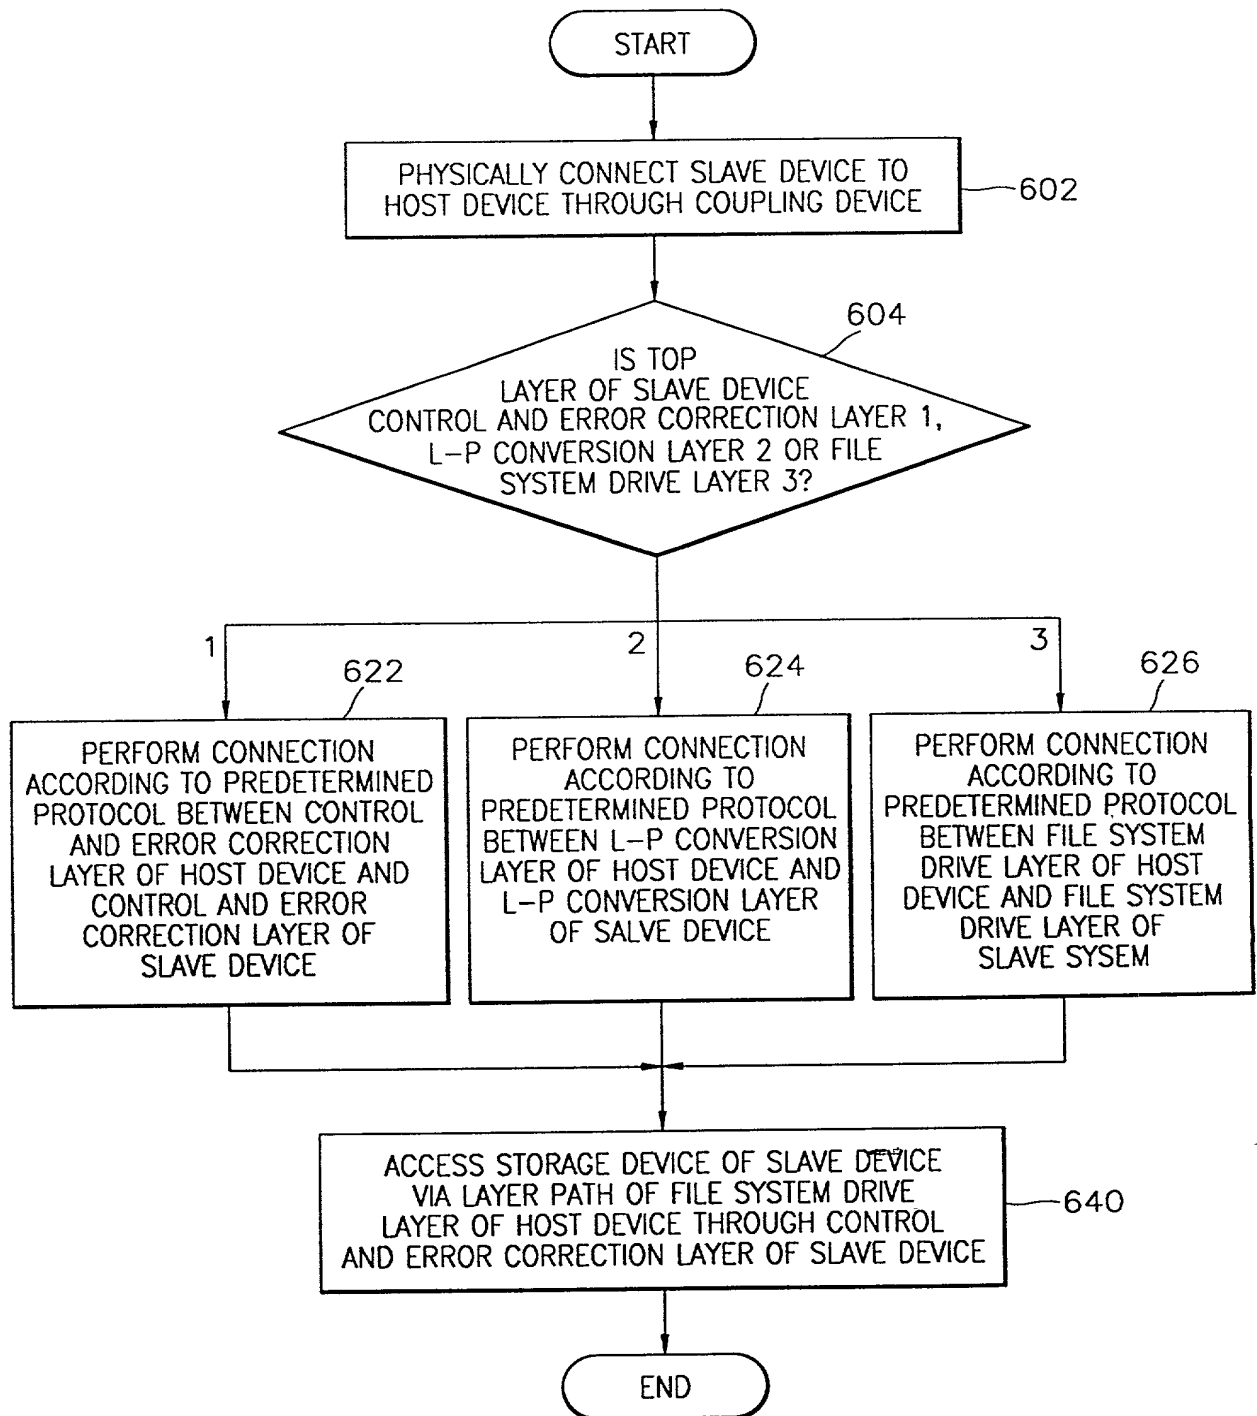 START
PHYSICALLY CONNECT SLAVE DEVICE TO
HOST DEVICE THROUGH COUPLING DEVICE
602
604
IS TOP
LAYER OF SLAVE DEVICE
CONTROL AND ERROR CORRECTION LAYER 1,
L-P CONVERSION LAYER 2 OR FILE
SYSTEM DRIVE LAYER 3?
1
2
3
622
624
626
PERFORM CONNECTION
ACCORDING TO PREDETERMINED
PROTOCOL BETWEEN CONTROL
AND ERROR CORRECTION
LAYER OF HOST DEVICE AND
CONTROL AND ERROR
CORRECTION LAYER OF
SLAVE DEVICE
PERFORM CONNECTION
ACCORDING TO
PREDETERMINED PROTOCOL
BETWEEN L-P CONVERSION
LAYER OF HOST DEVICE AND
L-P CONVERSION LAYER
OF SALVE DEVICE
PERFORM CONNECTION
ACCORDING TO
PREDETERMINED PROTOCOL
BETWEEN FILE SYSTEM
DRIVE LAYER OF HOST
DEVICE AND FILE SYSTEM
DRIVE LAYER OF
SLAVE SYSEM
ACCESS STORAGE DEVICE OF SLAVE DEVICE
VIA LAYER PATH OF FILE SYSTEM DRIVE
LAYER OF HOST DEVICE THROUGH CONTROL
AND ERROR CORRECTION LAYER OF SLAVE DEVICE
640
END